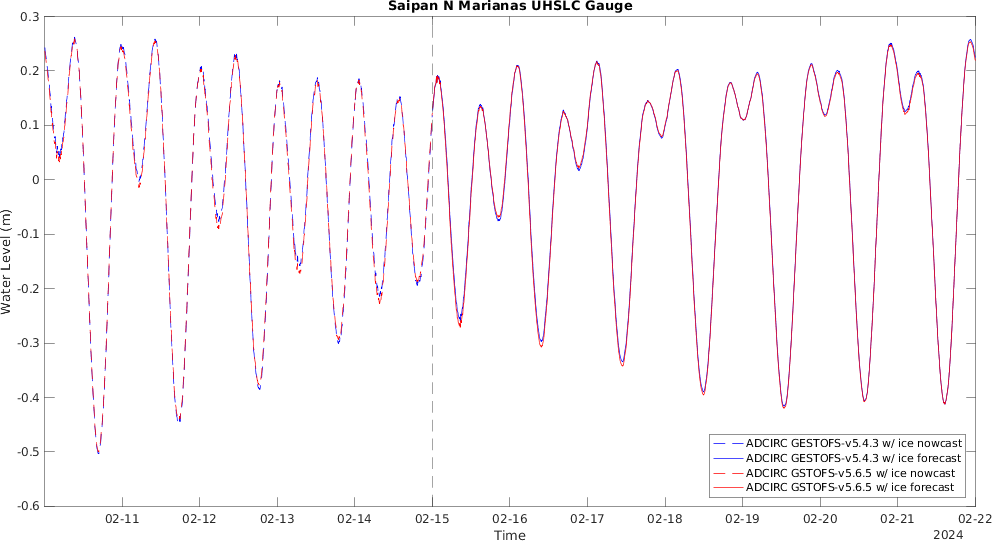 Saipan N Marianas UHSLC Gauge
0.3
0.2
0.1
0
-0.1
-0.2
-0.3
-0.4
-0.5
-0.6
Water Level (m)
ADCIRC GESTOFS-v5.4.3 w/ ice nowcast
ADCIRC GESTOFS-v5.4.3 w/ ice forecast
ADCIRC GSTOFS-v5.6.5 w/ ice nowcast
ADCIRC GSTOFS-v5.6.5 w/ ice forecast
02-11 02-12 02-13 02-14 02-15 02-16 02-17 02-18 02-19 02-20 02-21 02-22
Time
2024